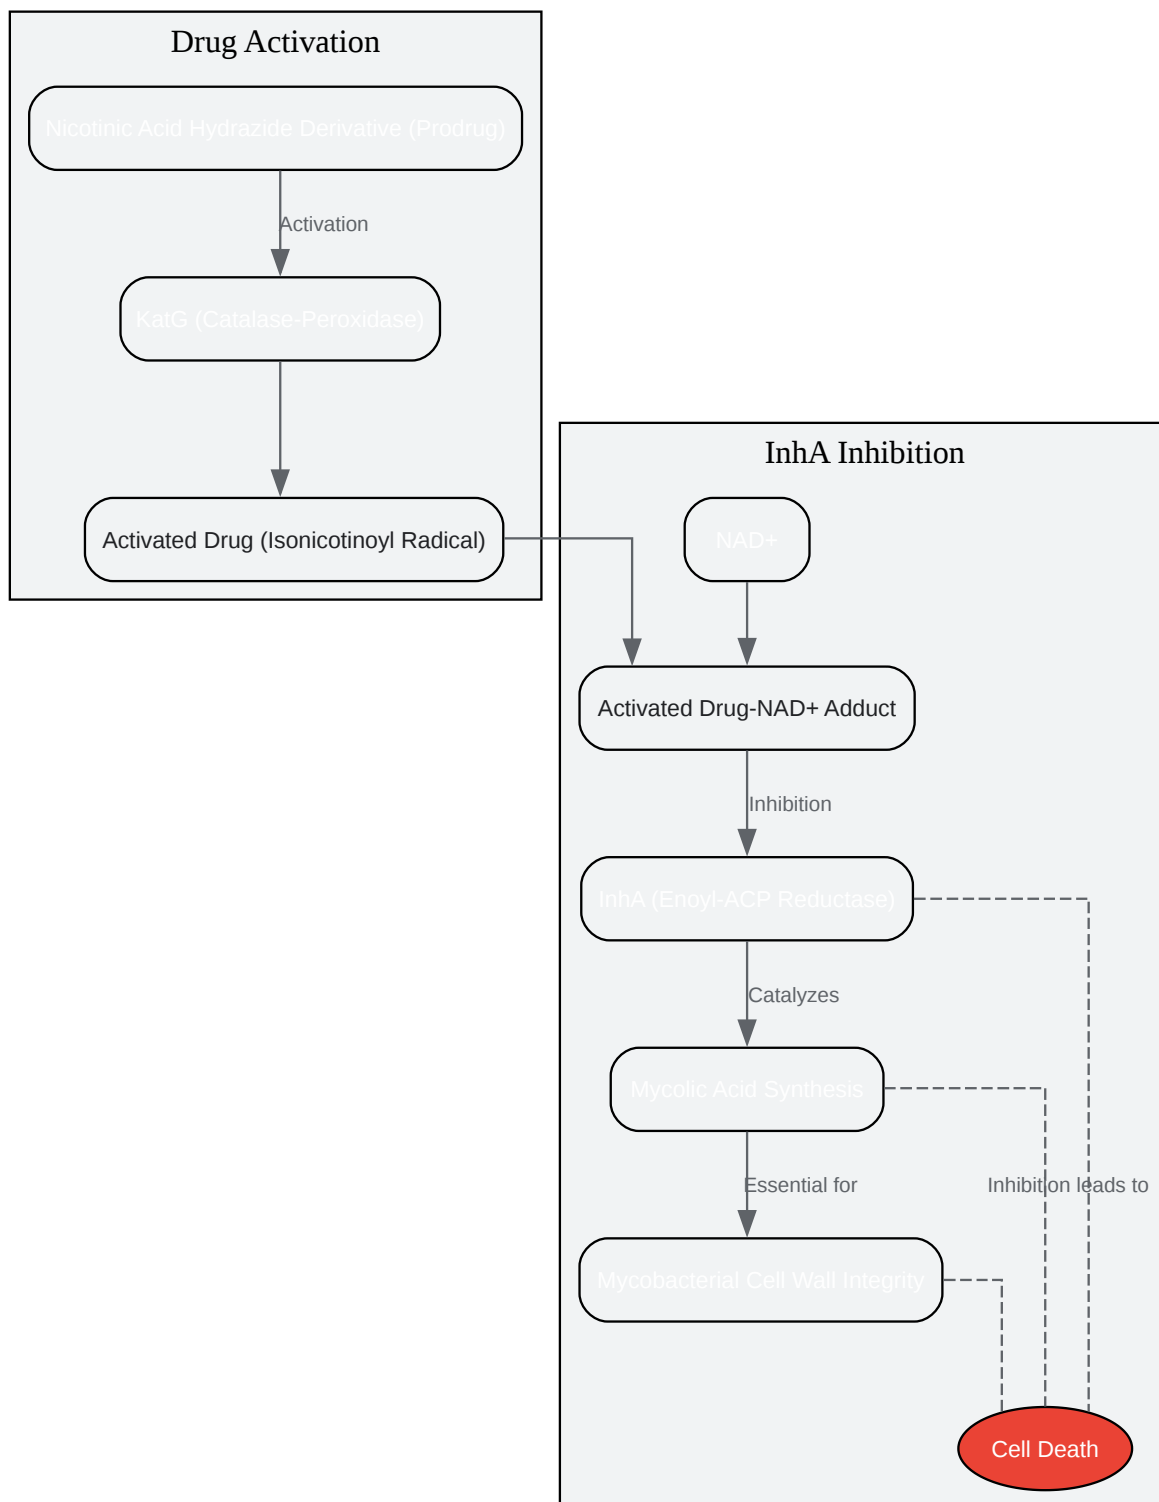 Drug Activation
Nicotinic Acid Hydrazide Derivative (Prodrug)
Activation
KatG (Catalase-Peroxidase)
Activated Drug (Isonicotinoyl Radical)
InhA Inhibition
NAD+
Activated Drug-NAD+ Adduct
Inhibition
InhA (Enoyl-ACP Reductase)
Catalyzes
Mycolic Acid Synthesis
Essential for
Inhibition leads to
Mycobacterial Cell Wall Integrity
Cell Death